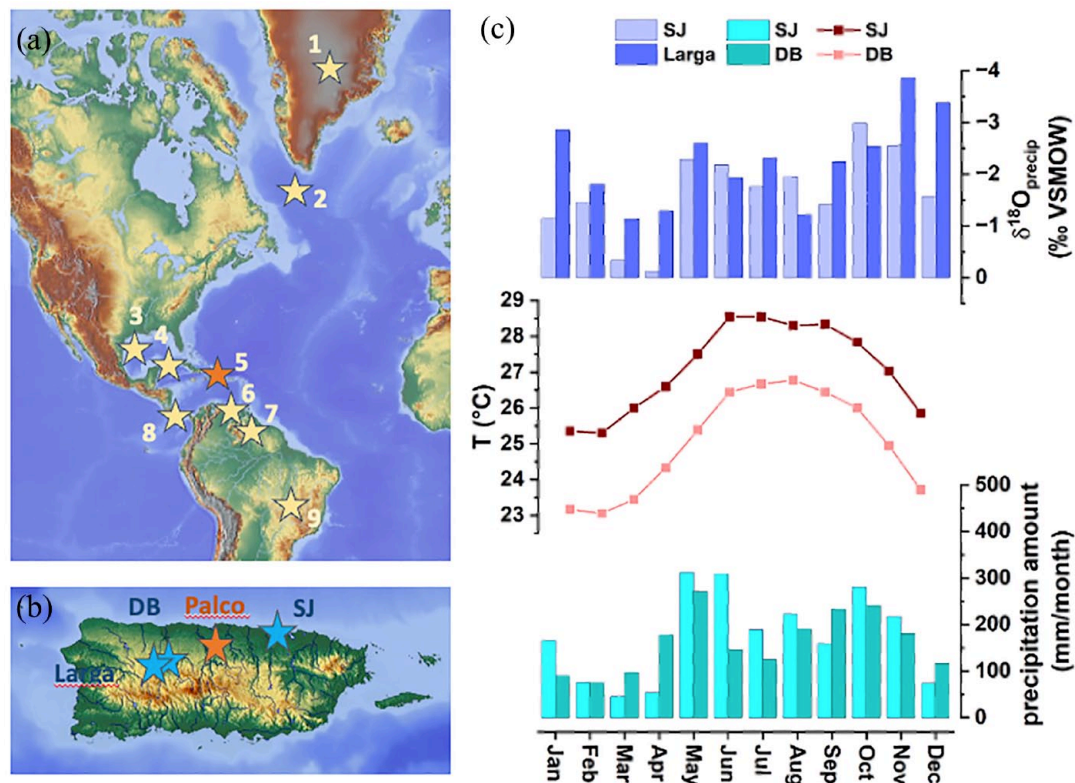 (a)
1
2
3
4
5
6
7
8
9
(b)
DB Palco SJ
Larga
(c)
SJ SJ SJ
Larga DB DB
−4
−3
−2
−1
0
δ18Oprecip
(‰ VSMOW)
29
28
27
26
25
24
23
T (°C)
500
400
300
200
100
0
precipitation amount
(mm/month)
Jan
Feb
Mar
Apr
May
Jun
Jul
Aug
Sep
Oct
Nov
Dec